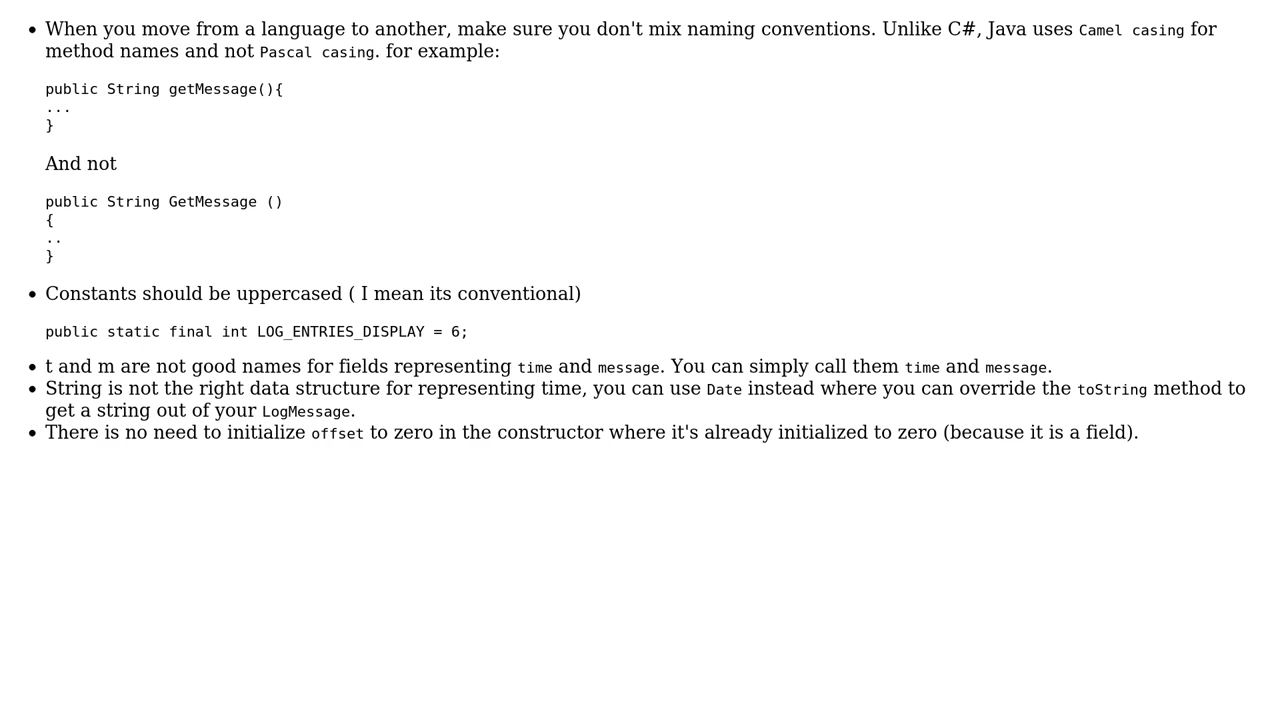 • When you move from a language to another, make sure you don't mix naming conventions. Unlike C#, Java uses Camel casing for
method names and not Pascal casing. for example:
public String getMessage(){
...
}
And not
public String GetMessage ()
{
..
}
• Constants should be uppercased ( I mean its conventional)
public static final int LOG_ENTRIES_DISPLAY = 6;
• t and m are not good names for fields representing time and message. You can simply call them time and message.
• String is not the right data structure for representing time, you can use Date instead where you can override the toString method to
get a string out of your LogMessage.
• There is no need to initialize offset to zero in the constructor where it's already initialized to zero (because it is a field).